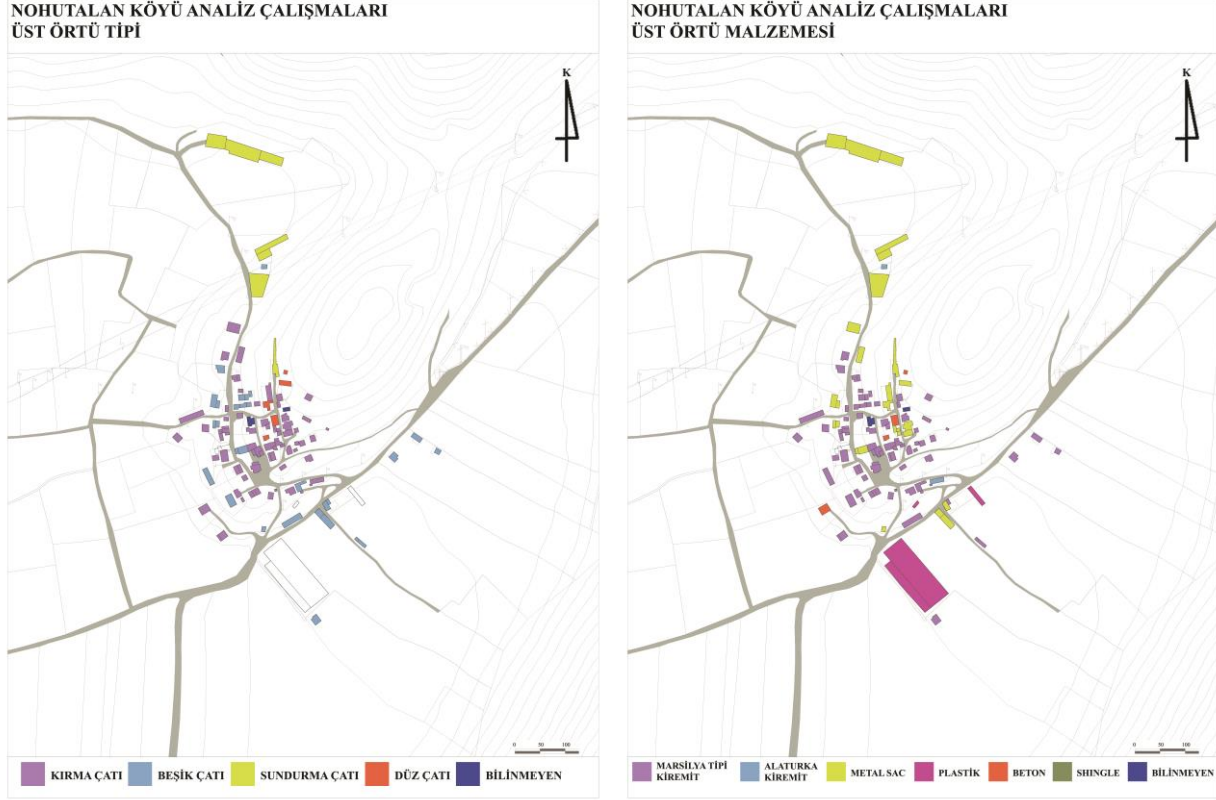 NOHUTALAN KÖYÜ ANALİZ ÇALIŞMALARI
ÜST ÖRTÜ TİPİ
K
0 50 100
KIRMA ÇATI
BEŞİK ÇATI
SUNDURMA ÇATI
DÜZ ÇATI
BİLİNMEYEN
NOHUTALAN KÖYÜ ANALİZ ÇALIŞMALARI
ÜST ÖRTÜ MALZEMESİ
K
0 50 100
MARSİLYA TİPİ
KİREMİT
ALATURKA
KİREMİT
METAL SAC
PLASTİK
BETON
SHINGLE
BİLİNMEYEN